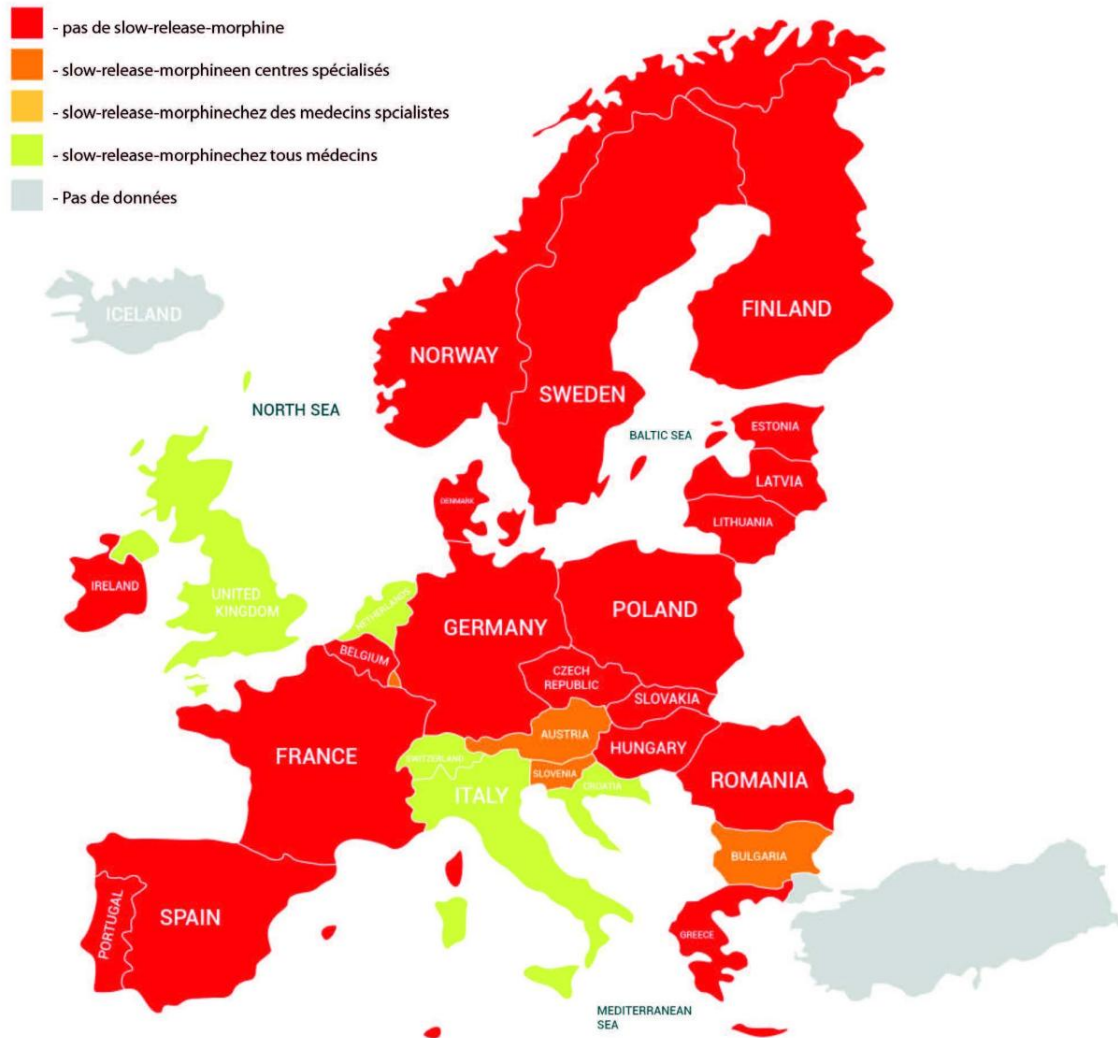 - pas de slow-release-morphine
- slow-release-morphineen centres spécialisés
- slow-release-morphinechez des medecins spcialistes
- slow-release-morphinechez tous médecins
- Pas de données
ICELAND
FINLAND
NORWAY
SWEDEN
NORTH SEA
BALTIC SEA
ESTONIA
LATVIA
DENMARK
LITHUANIA
IRELAND
UNITED
KINGDOM
NETHERLANDS
POLAND
GERMANY
BELGIUM
CZECH
REPUBLIC
SLOVAKIA
AUSTRIA
HUNGARY
FRANCE
SWITZERLAND
SLOVENIA
ROMANIA
CROATIA
ITALY
BULGARIA
PORTUGAL
SPAIN
GREECE
MEDITERRANEAN
SEA